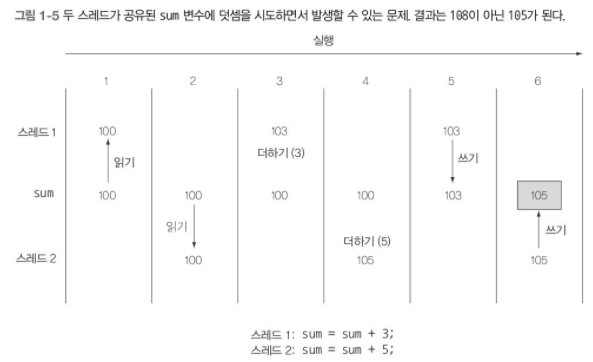 그림 1-5 두 스레드가 공유된 sum 변수에 덧셈을 시도하면서 발생할 수 있는 문제. 결과는 108이 아닌 105가 된다.
실행
1 2 3 4 5 6
스레드 1 100 103 103
읽기 더하기 (3) 쓰기
sum 100 100 100 100 103 105
읽기 더하기 (5) 쓰기
스레드 2 100 105 105
스레드 1: sum = sum + 3;
스레드 2: sum = sum + 5;